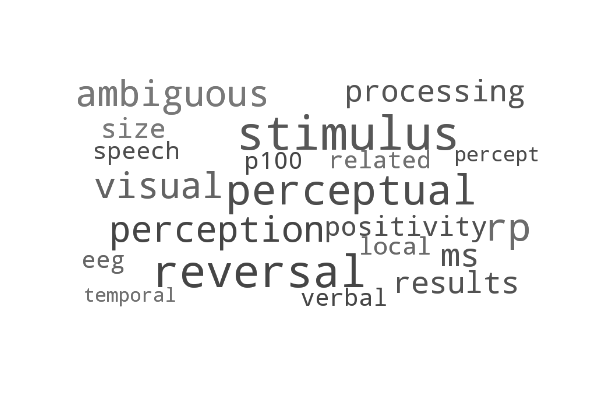 ambiguous processing
size stimulus
speech p100 related percept
visual perceptual
perception positivity rp
eeg local ms
reversal results
temporal verbal